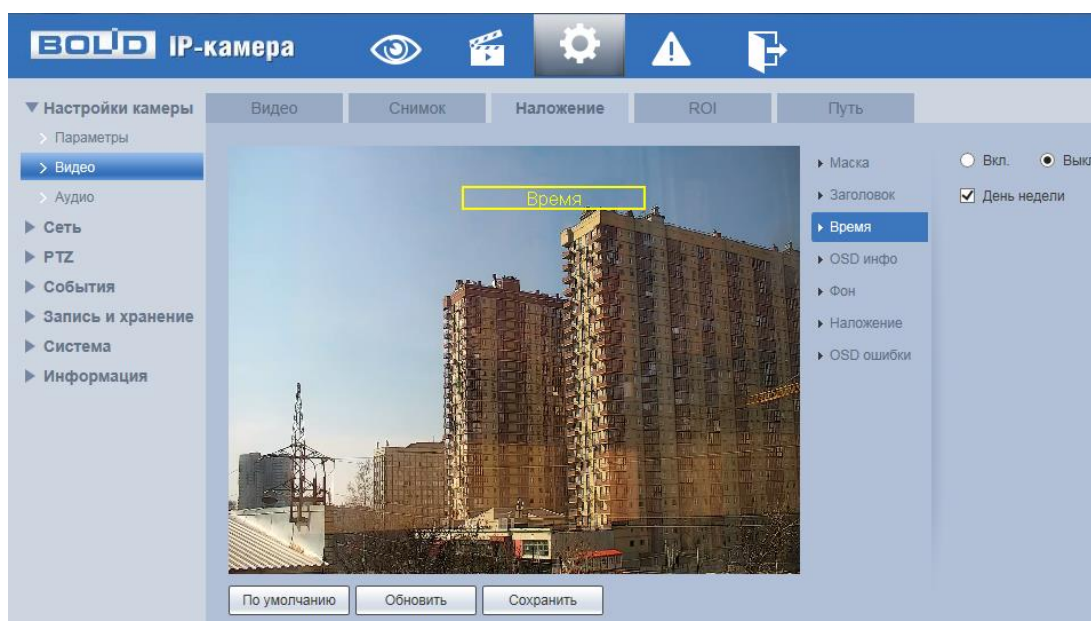 BOLID IP-камера
Настройки камеры
Параметры
Видео
Аудио
Сеть
PTZ
События
Запись и хранение
Система
Информация
Видео Снимок Наложение ROI Путь
Время
Маска
Заголовок
Время
OSD инфо
Фон
Наложение
OSD ошибки
Вкл. Выкл
День недели
По умолчанию Обновить Сохранить